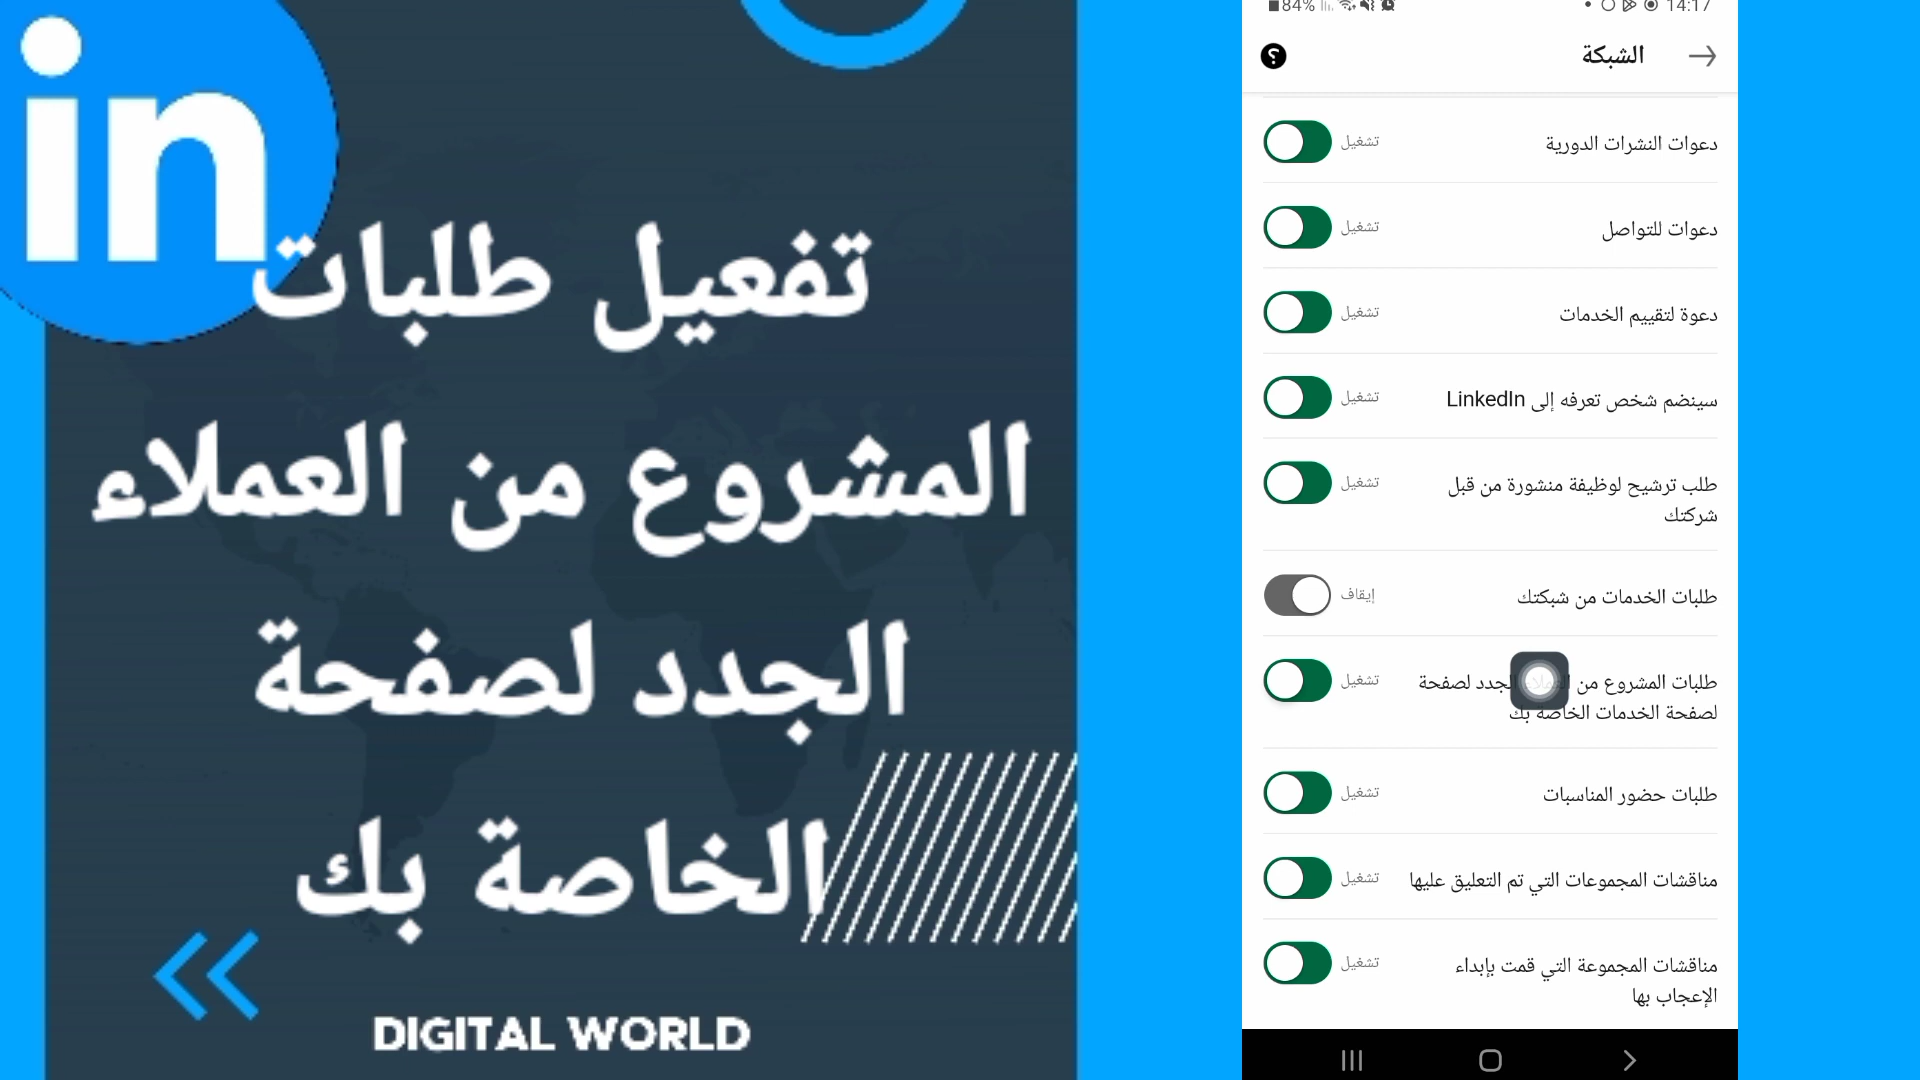 in
تفعيل طلبات
المشروع من العملاء
الجدد لصفحة
الخاصة بك
DIGITAL WORLD
84% 14:17
الشبكة
دعوات النشرات الدورية تشغيل
دعوات للتواصل تشغيل
دعوة لتقييم الخدمات تشغيل
سينضم شخص تعرفه إلى LinkedIn تشغيل
طلب ترشيح لوظيفة منشورة من قبل تشغيل
شركتك
طلبات الخدمات من شبكتك إيقاف
طلبات المشروع من العملاء الجدد لصفحة تشغيل
لصفحة الخدمات الخاصة بك
طلبات حضور المناسبات تشغيل
مناقشات المجموعات التي تم التعليق عليها تشغيل
مناقشات المجموعة التي قمت بإبداء تشغيل
الإعجاب بها